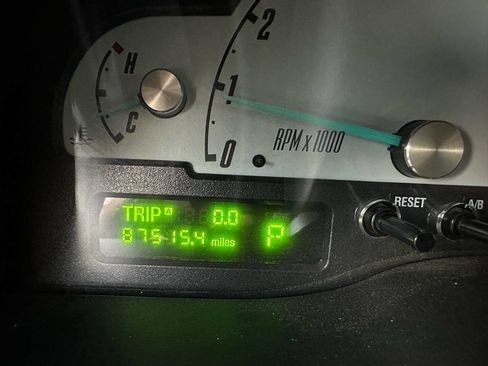 H
C
2
1
0
RPM x 1000
TRIP A 0.0
87515.4 miles P
RESET
A/B